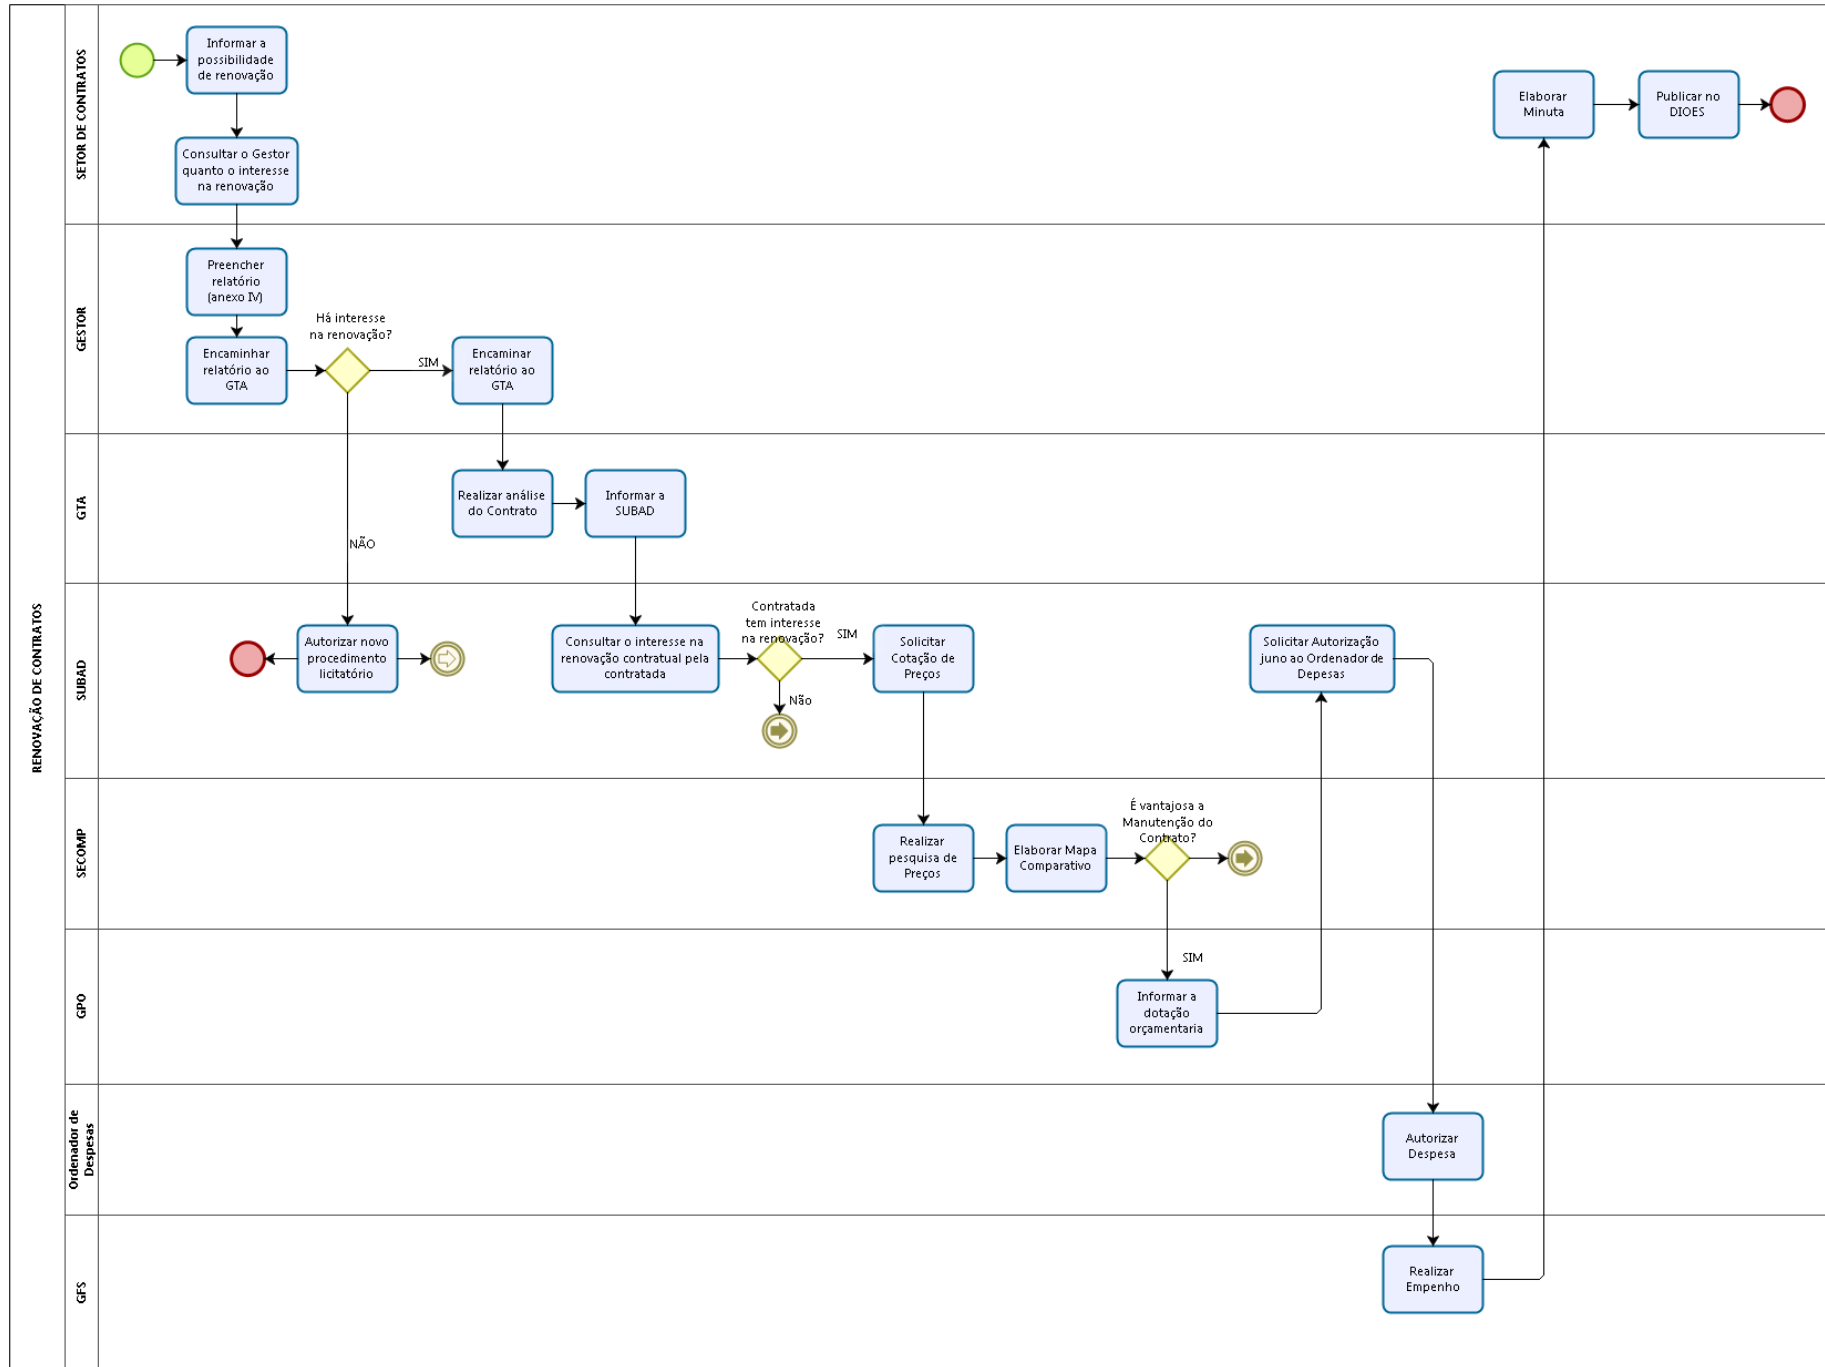 RENOVAÇÃO DE CONTRATOS
SETOR DE CONTRATOS
Informar a
possibilidade
de renovação
Consultar o Gestor
quanto o interesse
na renovação
Elaborar
Minuta
Publicar no
DIOES
GESTOR
Preencher
relatório
(anexo IV)
Encaminhar
relatório ao
GTA
Há interesse
na renovação?
SIM
NÃO
Encaminar
relatório ao
GTA
GTA
Realizar análise
do Contrato
Informar a
SUBAD
SUBAD
Autorizar novo
procedimento
licitatório
Consultar o interesse na
renovação contratual pela
contratada
Contratada
tem interesse
na renovação?
SIM
Não
Solicitar
Cotação de
Preços
Solicitar Autorização
juno ao Ordenador de
Depesas
SECOMP
Realizar
pesquisa de
Preços
Elaborar Mapa
Comparativo
É vantajosa a
Manutenção do
Contrato?
SIM
GPO
Informar a
dotação
orçamentaria
Ordenador de
Despesas
Autorizar
Despesa
GFS
Realizar
Empenho